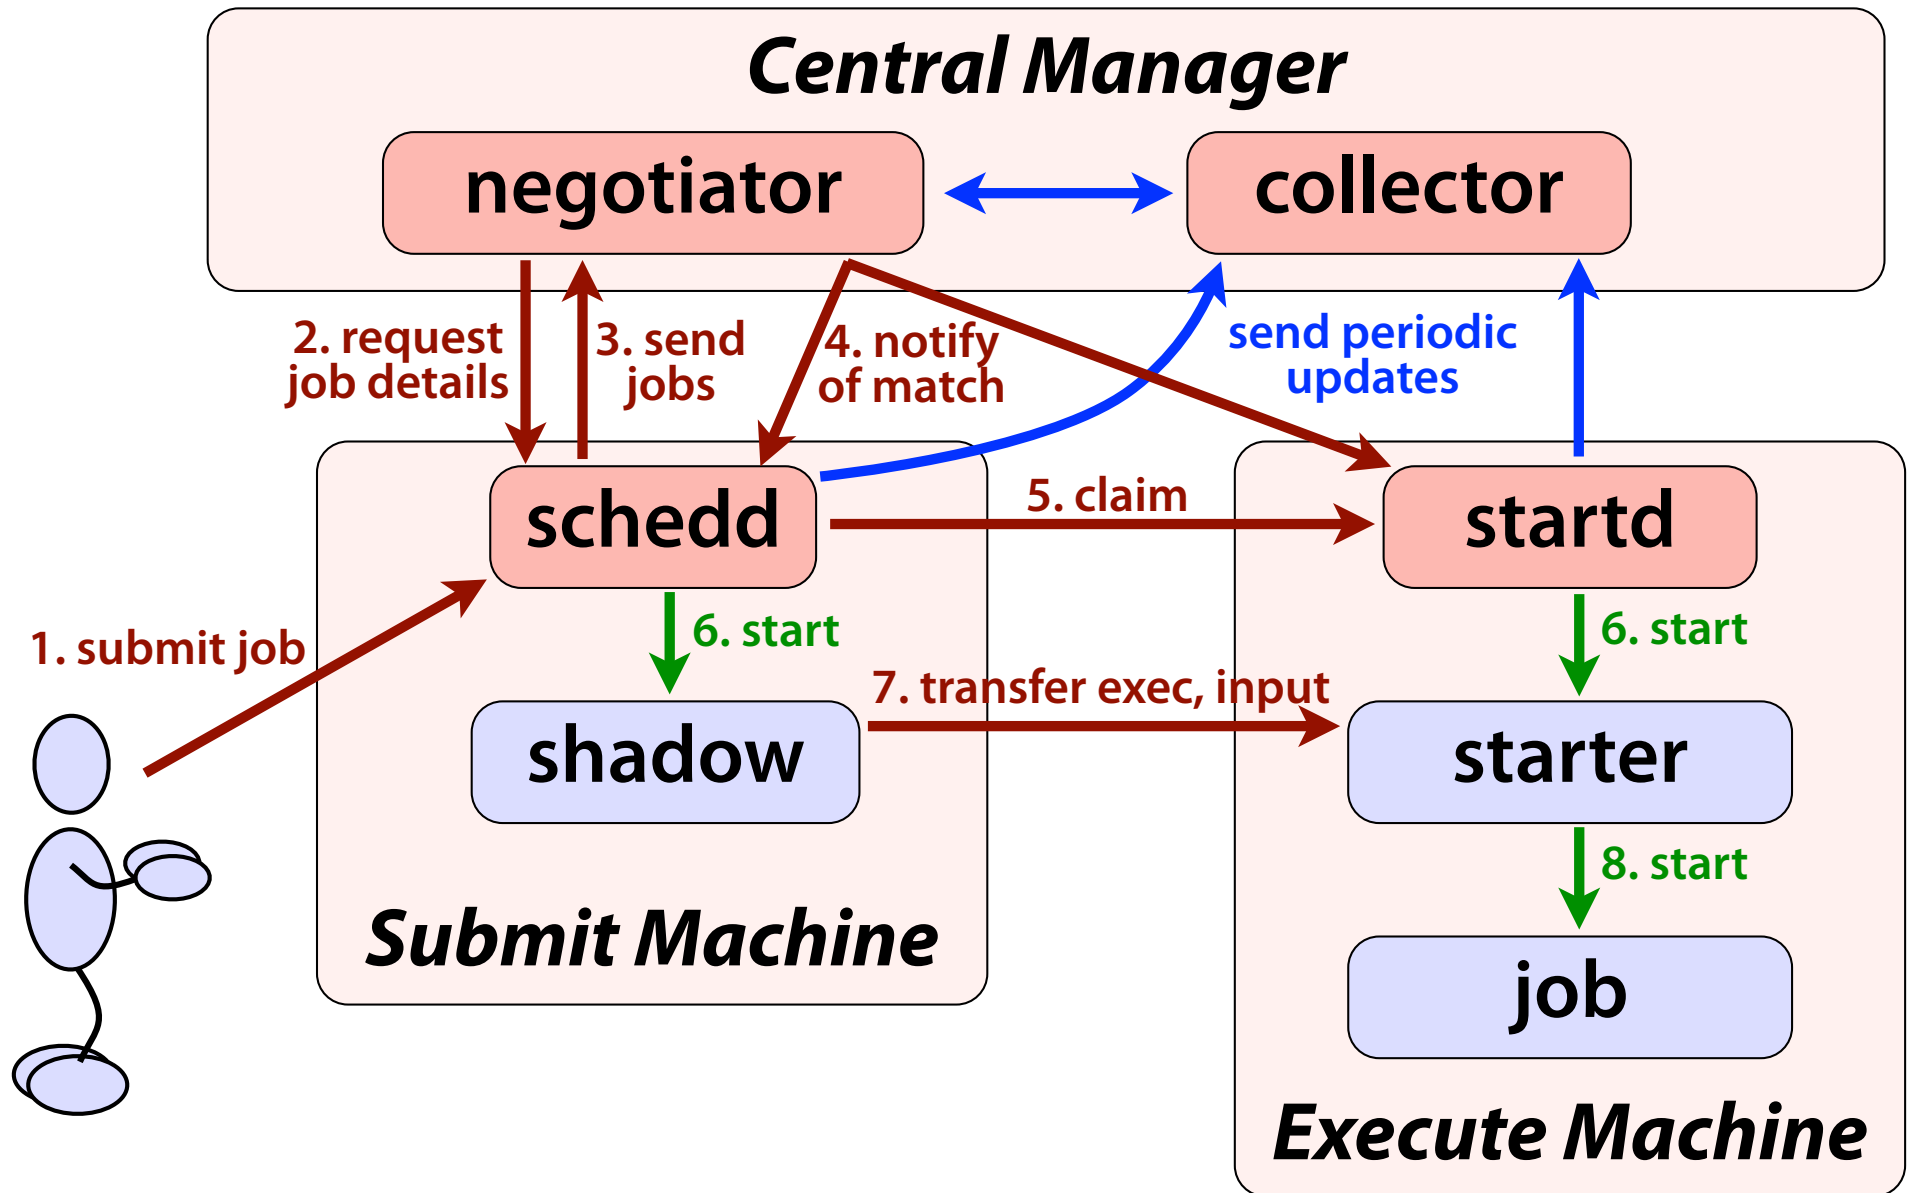 Central Manager
negotiator
collector
2. request
job details
3. send
jobs
4. notify
of match
send periodic
updates
schedd
5. claim
startd
1. submit job
6. start
6. start
7. transfer exec, input
shadow
starter
8. start
Submit Machine
job
Execute Machine